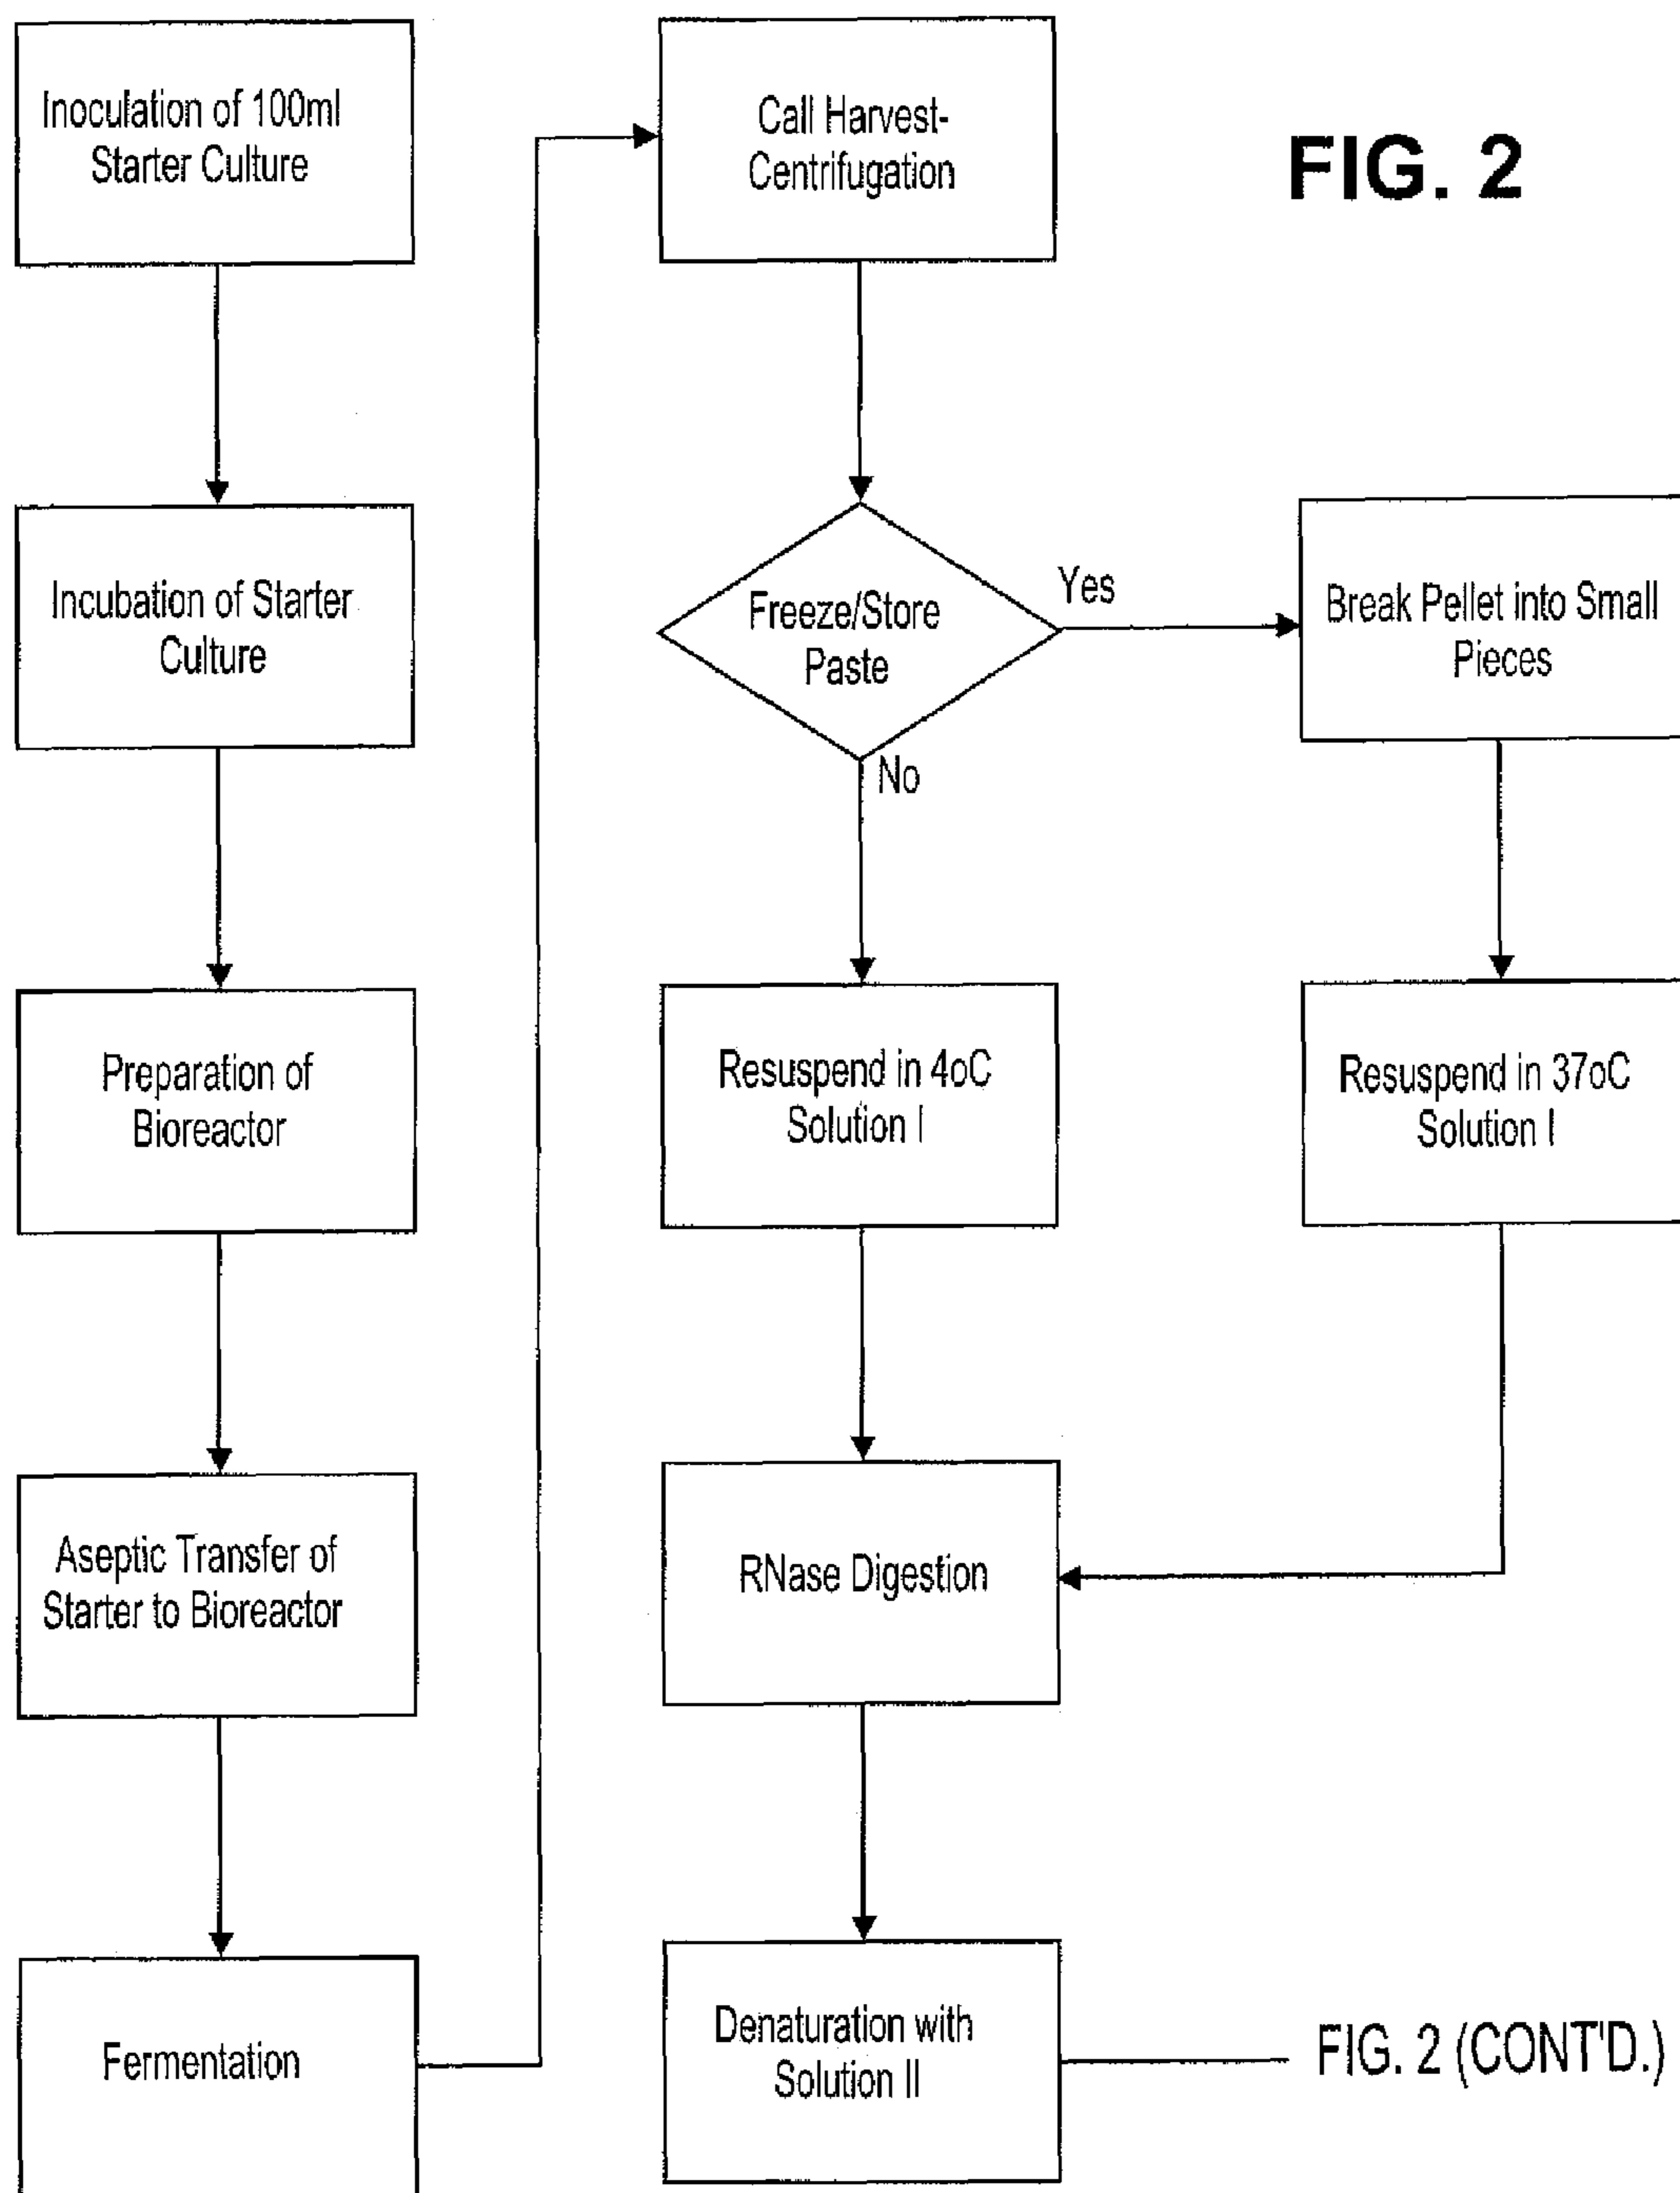 Inoculation of 100ml
Starter Culture
Incubation of Starter
Culture
Preparation of
Bioreactor
Aseptic Transfer of
Starter to Bioreactor
Fermentation
Call Harvest-
Centrifugation
FIG. 2
Freeze/Store
Paste
Yes
No
Break Pellet into Small
Pieces
Resuspend in 4oC
Solution I
Resuspend in 37oC
Solution I
RNase Digestion
Denaturation with
Solution II
FIG. 2 (CONT'D.)